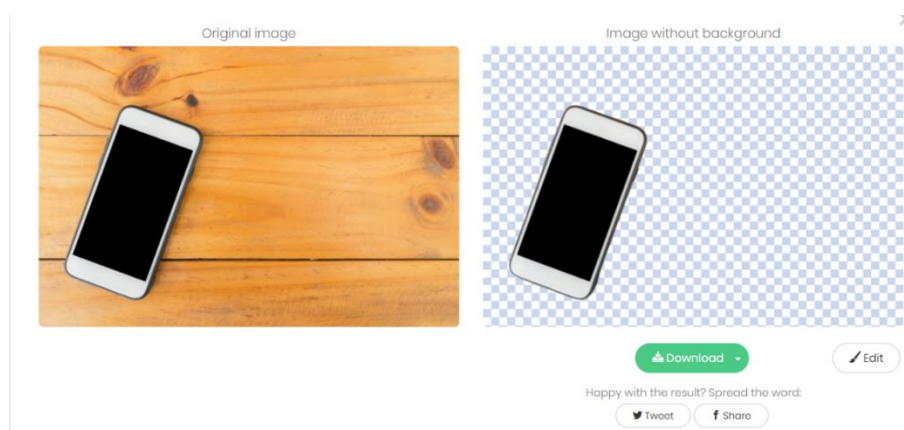 Original image
Image without background
Download
Edit
Happy with the result? Spread the word:
Tweet
Share